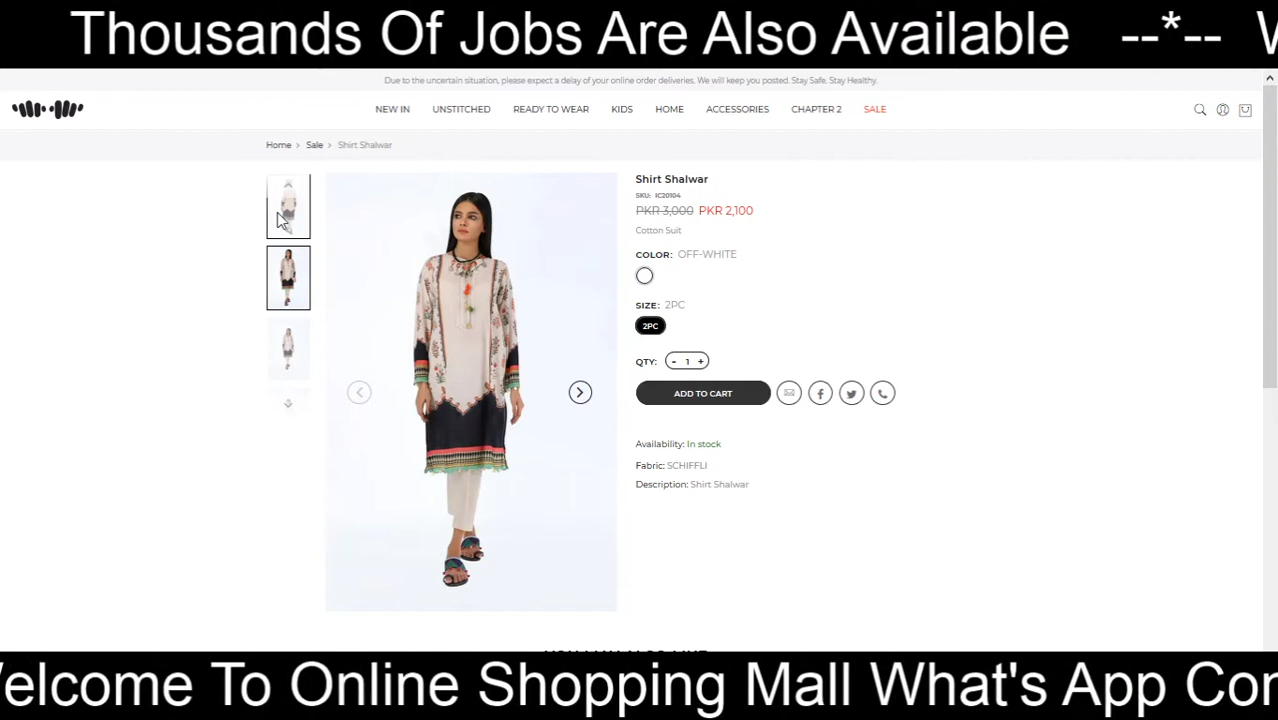 Thousands Of Jobs Are Also Available --*-- W
Due to the uncertain situation, please expect a delay of your online order deliveries. We will keep you posted. Stay Safe, Stay Healthy.
NEW IN UNSTITCHED READY TO WEAR KIDS HOME ACCESSORIES CHAPTER 2 SALE
Home > Sale > Shirt Shalwar
Shirt Shalwar
SKU: IC20104
PKR 3,000 PKR 2,100
Cotton Suit
COLOR: OFF-WHITE
SIZE: 2PC
2PC
QTY: - 1 +
ADD TO CART
Availability: In stock
Fabric: SCHIFFLI
Description: Shirt Shalwar
Welcome To Online Shopping Mall What's App Con